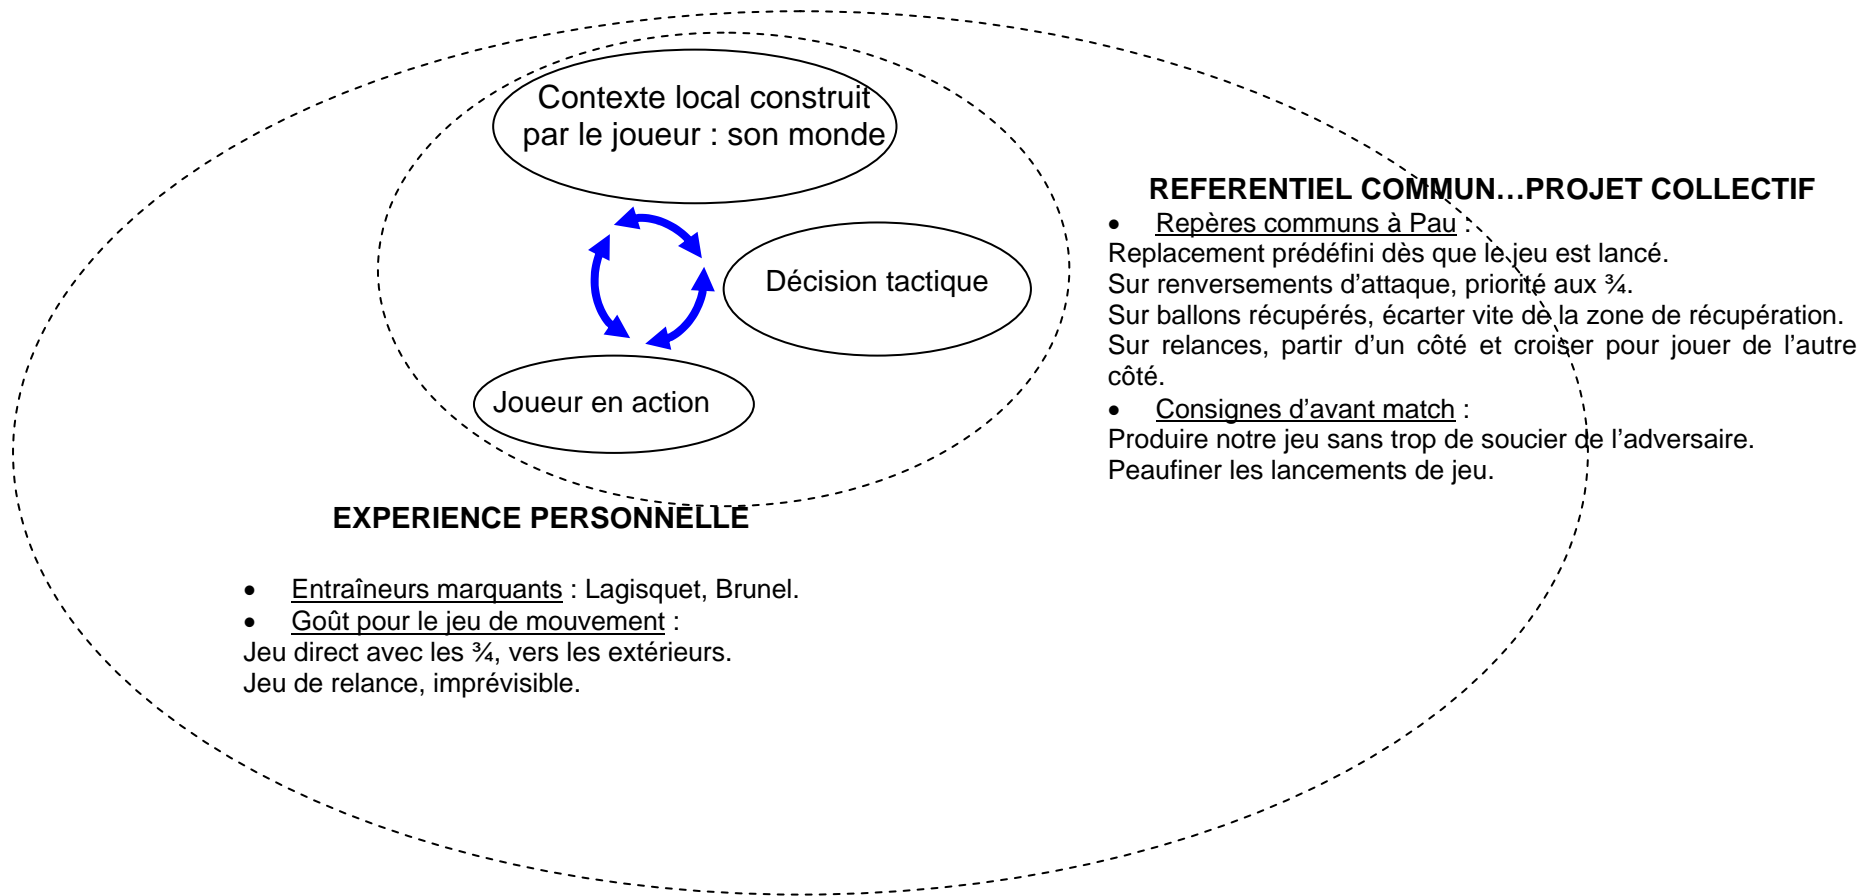 Contexte local construit
par le joueur : son monde
Décision tactique
Joueur en action
REFERENTIEL COMMUN…PROJET COLLECTIF
• Repères communs à Pau :
Replacement prédéfini dès que le jeu est lancé.
Sur renversements d’attaque, priorité aux ¾.
Sur ballons récupérés, écarter vite de la zone de récupération.
Sur relances, partir d’un côté et croiser pour jouer de l’autre
côté.
• Consignes d’avant match :
Produire notre jeu sans trop de soucier de l’adversaire.
Peaufiner les lancements de jeu.
EXPERIENCE PERSONNELLE
• Entraîneurs marquants : Lagisquet, Brunel.
• Goût pour le jeu de mouvement :
Jeu direct avec les ¾, vers les extérieurs.
Jeu de relance, imprévisible.